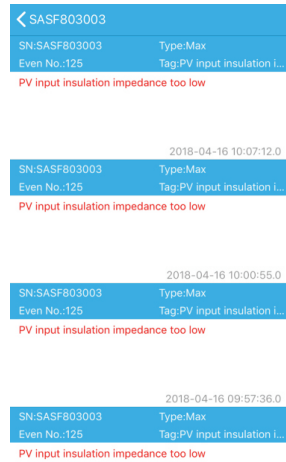 SASF803003
SN:SASF803003 Type:Max
Even No.:125 Tag:PV input insulation i...
PV input insulation impedance too low
2018-04-16 10:07:12.0
SN:SASF803003 Type:Max
Even No.:125 Tag:PV input insulation i...
PV input insulation impedance too low
2018-04-16 10:00:55.0
SN:SASF803003 Type:Max
Even No.:125 Tag:PV input insulation i...
PV input insulation impedance too low
2018-04-16 09:57:36.0
SN:SASF803003 Type:Max
Even No.:125 Tag:PV input insulation i...
PV input insulation impedance too low